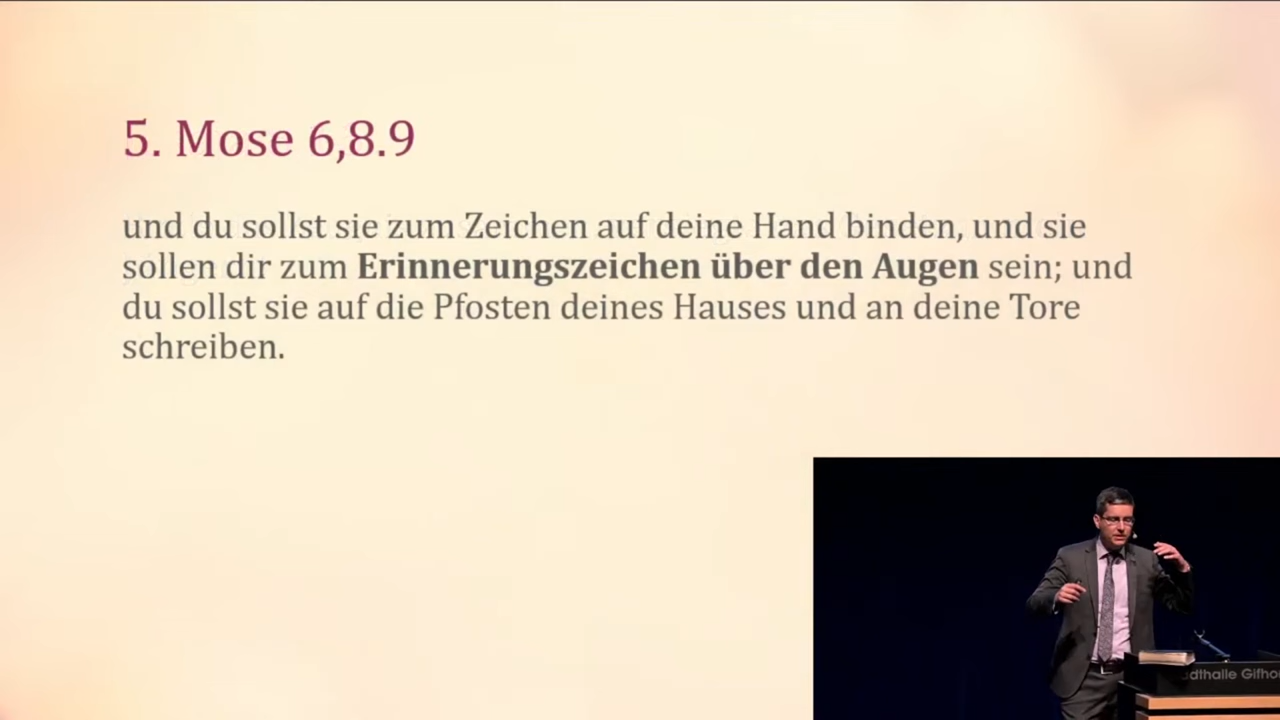 5. Mose 6,8.9
und du sollst sie zum Zeichen auf deine Hand binden, und sie
sollen dir zum Erinnerungszeichen über den Augen sein; und
du sollst sie auf die Pfosten deines Hauses und an deine Tore
schreiben.
dthalle Gifho